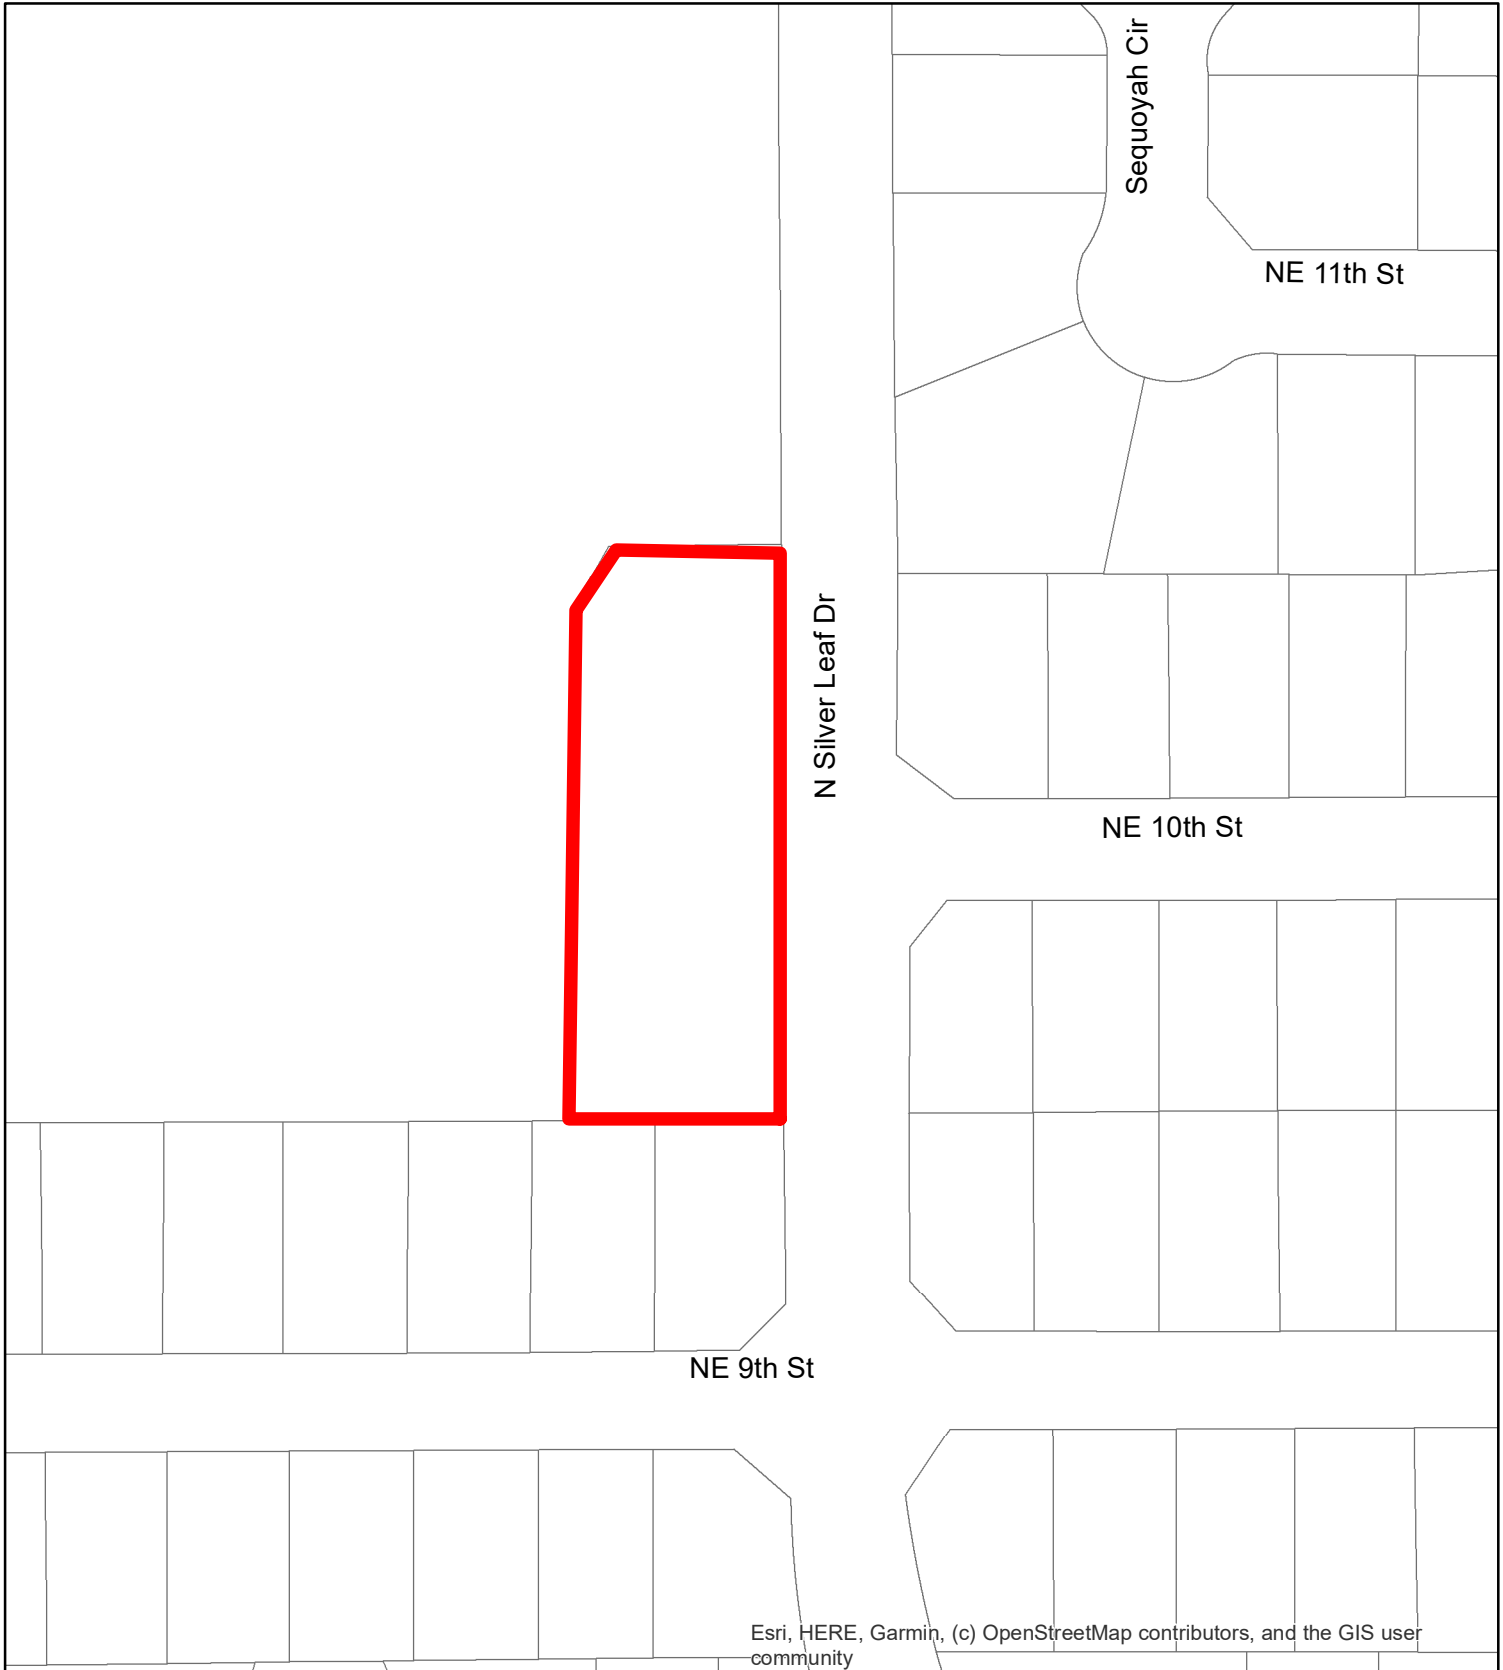 Sequoyah Cir
NE 11th St
N Silver Leaf Dr
NE 10th St
NE 9th St
Esri, HERE, Garmin, (c) OpenStreetMap contributors, and the GIS user
community